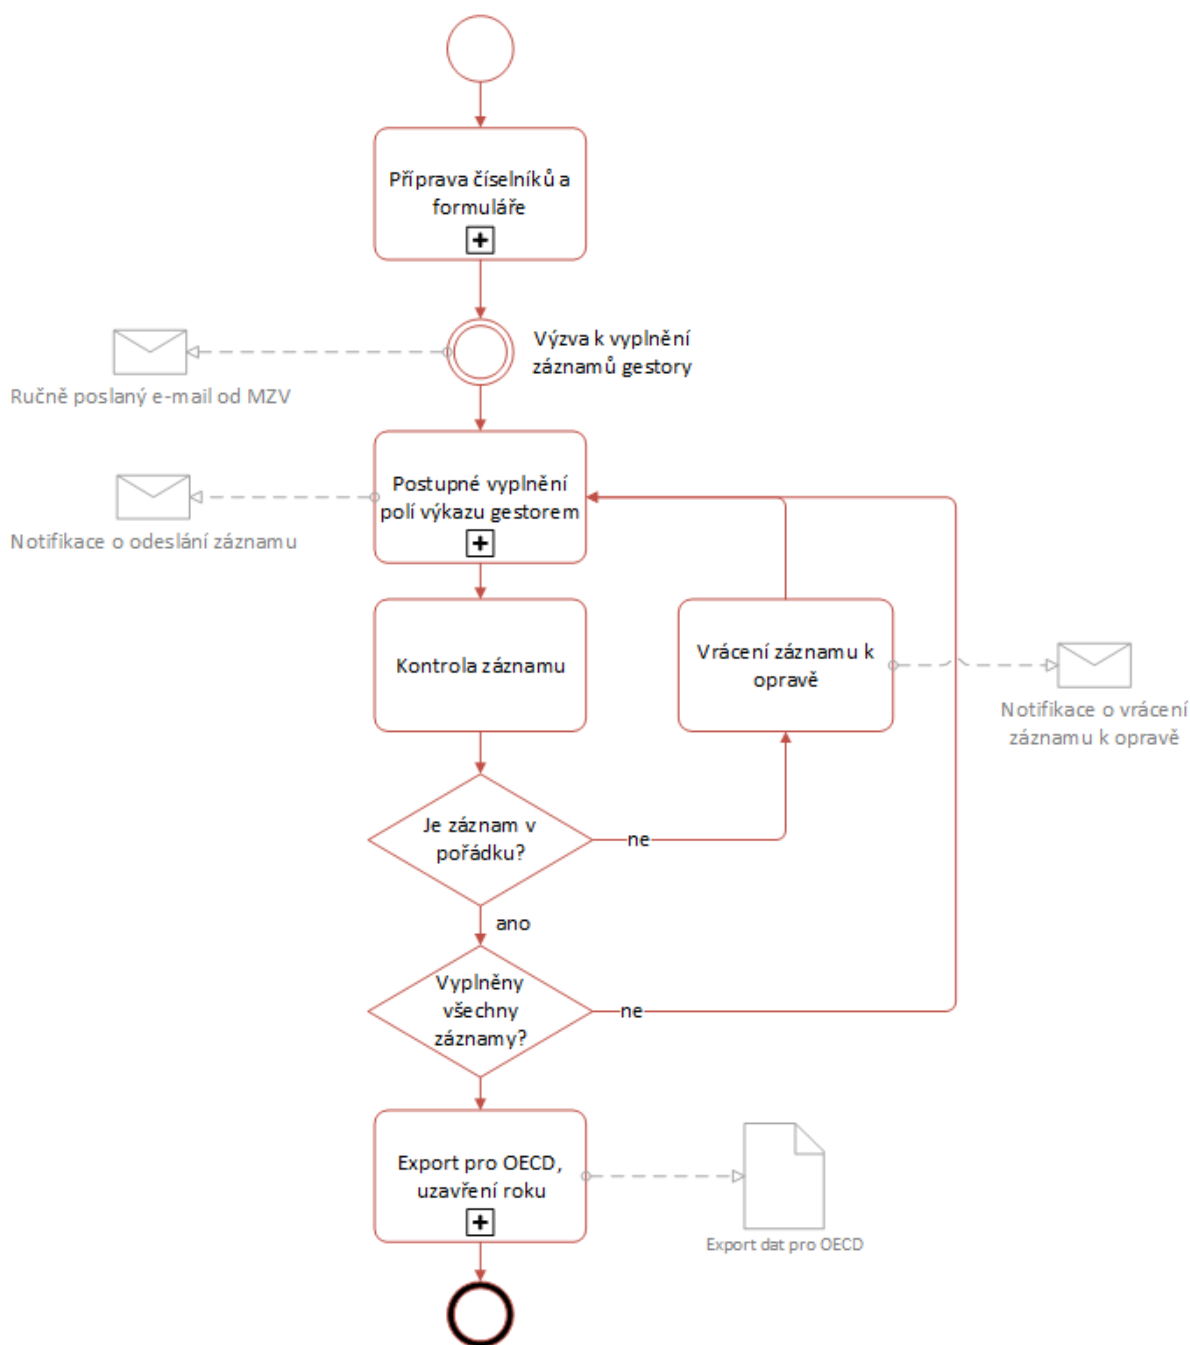 Příprava číselníků a
formuláře
Výzva k vyplnění
záznamů gestory
Ručně poslaný e-mail od MZV
Postupné vyplnění
polí výkazu gestorem
Notifikace o odeslání záznamu
Kontrola záznamu
Vrácení záznamu k
opravě
Notifikace o vrácení
záznamu k opravě
Je záznam v
pořádku?
ne
ano
Vyplněny
všechny
záznamy?
ne
Export pro OECD,
uzavření roku
Export dat pro OECD